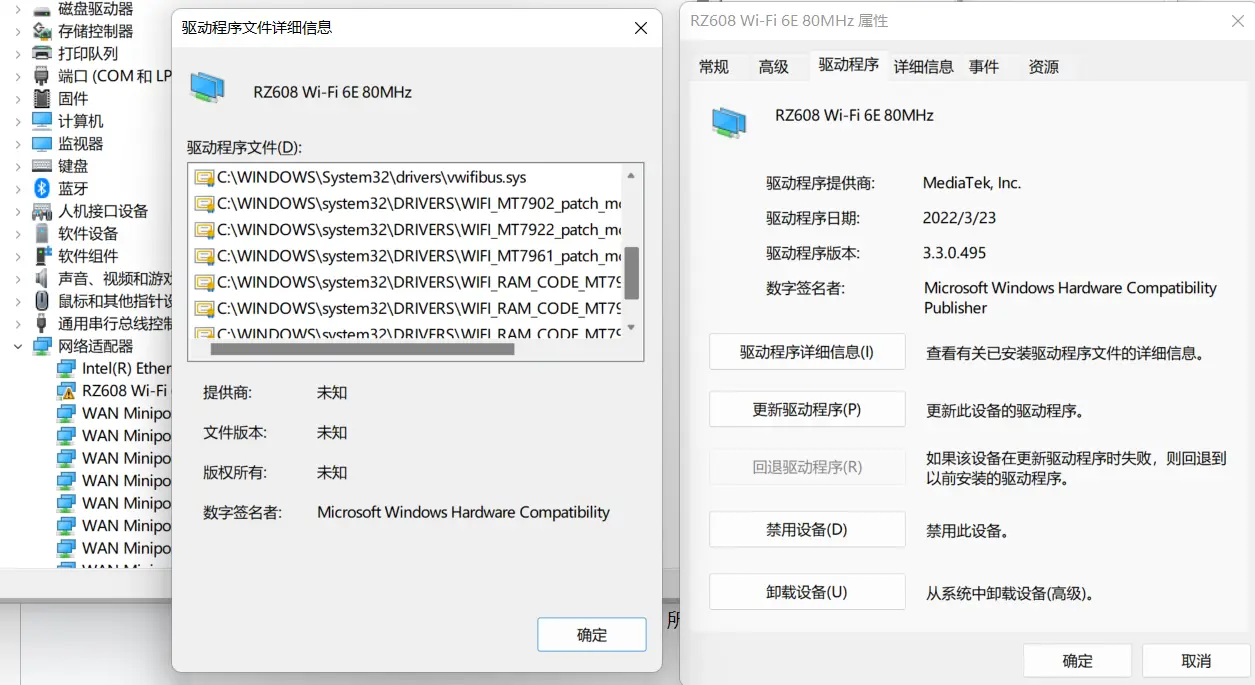 磁盘驱动器
存储控制器
打印队列
端口 (COM 和 LP
固件
计算机
监视器
键盘
蓝牙
人机接口设备
软件设备
软件组件
声音、视频和游戏
鼠标和其他指针设
通用串行总线控制
网络适配器
Intel(R) Ether
RZ608 Wi-Fi
WAN Minipo
WAN Minipo
WAN Minipo
WAN Minipo
WAN Minipo
WAN Minipo
WAN Minipo
驱动程序文件详细信息
RZ608 Wi-Fi 6E 80MHz
驱动程序文件(D):
C:\WINDOWS\System32\drivers\vwifibus.sys
C:\WINDOWS\system32\DRIVERS\WIFI_MT7902_patch_mc
C:\WINDOWS\system32\DRIVERS\WIFI_MT7922_patch_mc
C:\WINDOWS\system32\DRIVERS\WIFI_MT7961_patch_mc
C:\WINDOWS\system32\DRIVERS\WIFI_RAM_CODE_MT79
C:\WINDOWS\system32\DRIVERS\WIFI_RAM_CODE_MT79
C:\WINDOWS\system32\DRIVERS\WIFI_RAM_CODE_MT79
提供商: 未知
文件版本: 未知
版权所有: 未知
数字签名者: Microsoft Windows Hardware Compatibility
确定
所
RZ608 Wi-Fi 6E 80MHz 属性
常规 高级 驱动程序 详细信息 事件 资源
RZ608 Wi-Fi 6E 80MHz
驱动程序提供商: MediaTek, Inc.
驱动程序日期: 2022/3/23
驱动程序版本: 3.3.0.495
数字签名者: Microsoft Windows Hardware Compatibility
Publisher
驱动程序详细信息(I) 查看有关已安装驱动程序文件的详细信息。
更新驱动程序(P) 更新此设备的驱动程序。
回退驱动程序(R) 如果该设备在更新驱动程序时失败，则回退到
以前安装的驱动程序。
禁用设备(D) 禁用此设备。
卸载设备(U) 从系统中卸载设备(高级)。
确定 取消